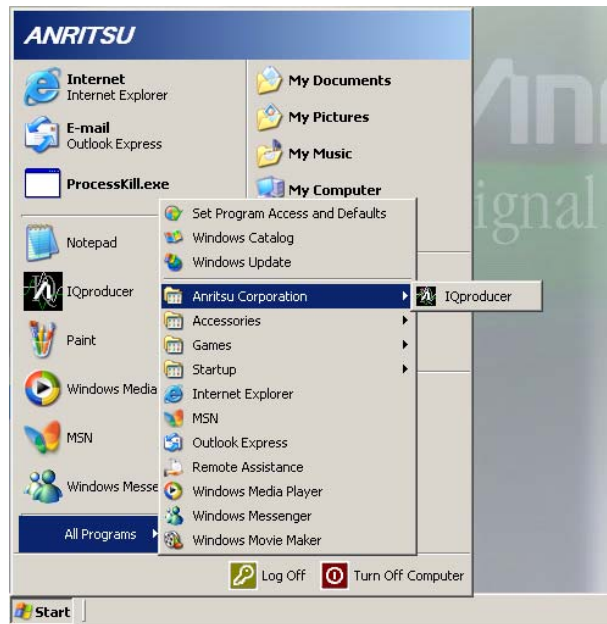 ANRITSU
Internet
Internet Explorer
E-mail
Outlook Express
ProcessKill.exe
Notepad
IQproducer
Paint
Windows Media
MSN
Windows Messe
All Programs
My Documents
My Pictures
My Music
My Computer
Set Program Access and Defaults
Windows Catalog
Windows Update
Anritsu Corporation
Accessories
Games
Startup
Internet Explorer
MSN
Outlook Express
Remote Assistance
Windows Media Player
Windows Messenger
Windows Movie Maker
IQproducer
Log Off
Turn Off Computer
Start
ignal